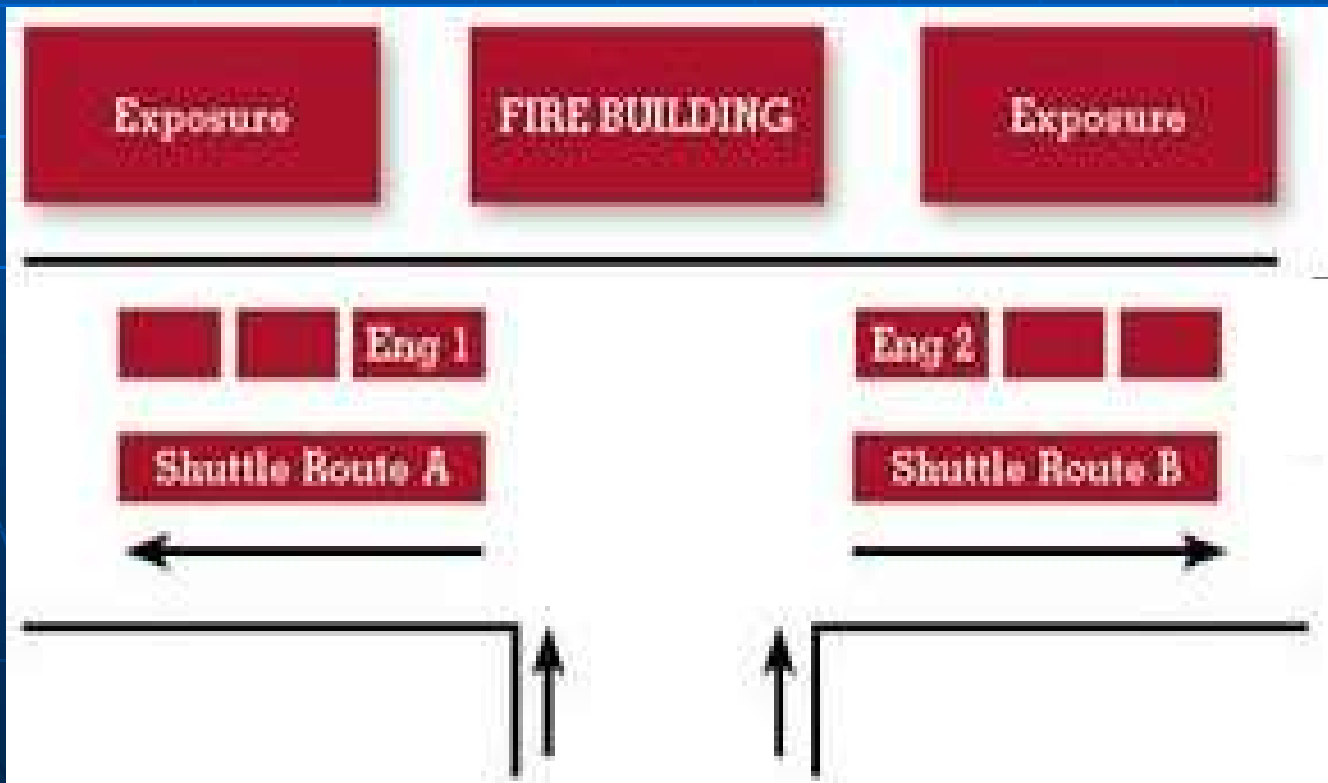 Exposure
FIRE BUILDING
Exposure
Eng 1
Eng 2
Shuttle Route A
Shuttle Route B